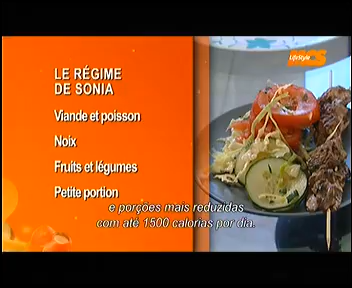 LifeStyle
LE RÉGIME
DE SONIA
Viande et poisson
Noix
Fruits et légumes
Petite portion
e porções mais reduzidas
com até 1500 calorias por dia.